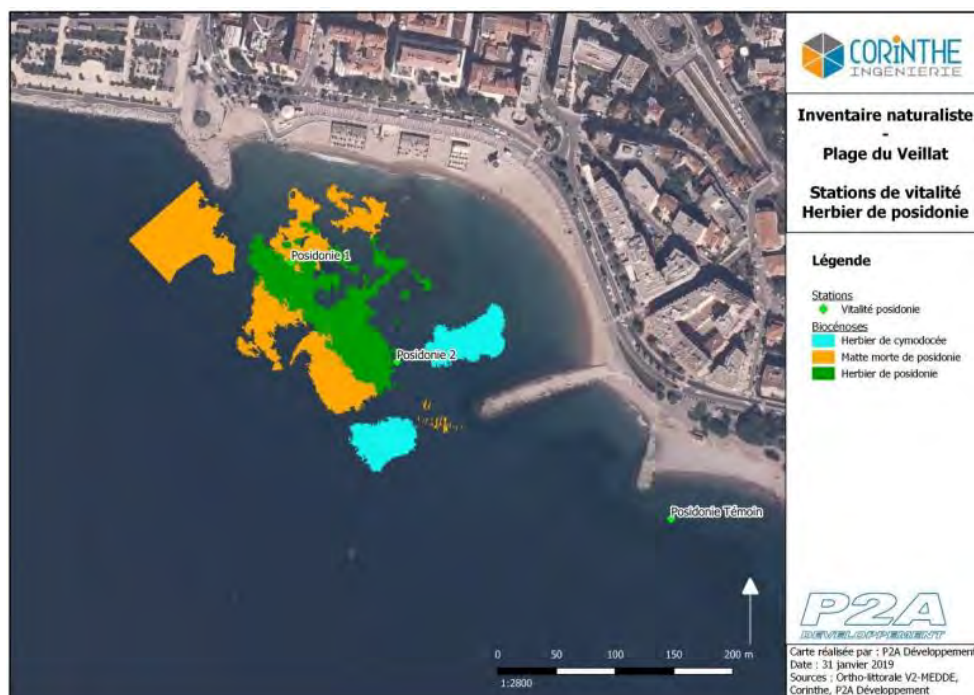 CORINTHE
INGÉNIERIE
Inventaire naturaliste
-
Plage du Veillat
Stations de vitalité
Herbier de posidonie
Légende
Stations
Vitalité posidonie
Biocénoses
Herbier de cymodocée
Matte morte de posidonie
Herbier de posidonie
Posidonie 1
Posidonie 2
Posidonie Témoin
0 50 100 150 200 m
1:2800
P2A
DÉVELOPPEMENT
Carte réalisée par : P2A Développement
Date : 31 janvier 2019
Sources : Ortho-littorale V2-MEDDE,
Corinthe, P2A Développement